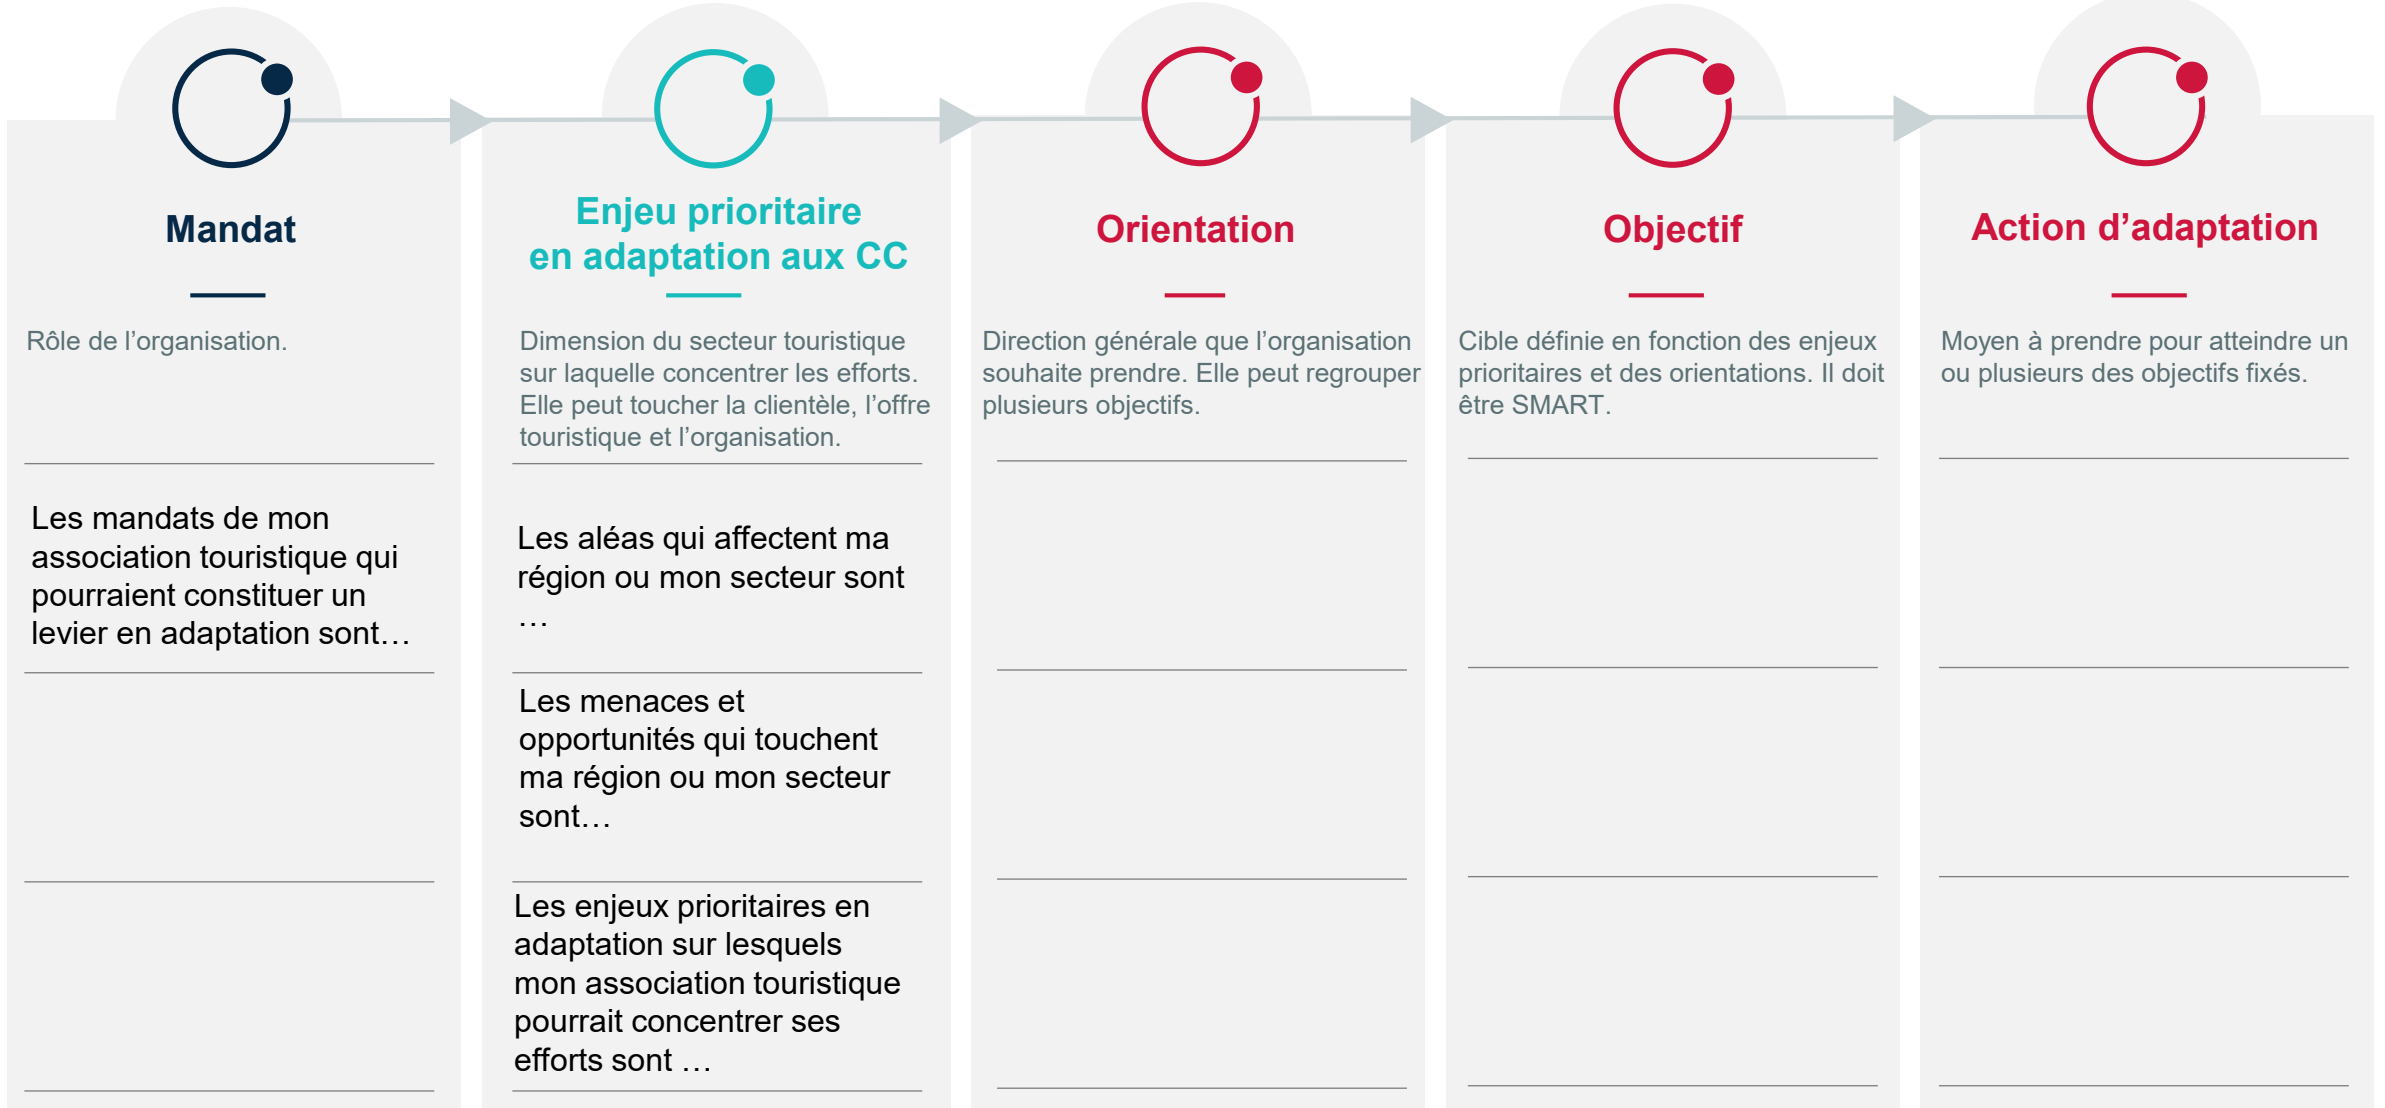 Mandat
Rôle de l’organisation.
Les mandats de mon
association touristique qui
pourraient constituer un
levier en adaptation sont…
Enjeu prioritaire
en adaptation aux CC
Dimension du secteur touristique
sur laquelle concentrer les efforts.
Elle peut toucher la clientèle, l’offre
touristique et l’organisation.
Les aléas qui affectent ma
région ou mon secteur sont
…
Les menaces et
opportunités qui touchent
ma région ou mon secteur
sont…
Les enjeux prioritaires en
adaptation sur lesquels
mon association touristique
pourrait concentrer ses
efforts sont …
Orientation
Direction générale que l’organisation
souhaite prendre. Elle peut regrouper
plusieurs objectifs.
Objectif
Cible définie en fonction des enjeux
prioritaires et des orientations. Il doit
être SMART.
Action d’adaptation
Moyen à prendre pour atteindre un
ou plusieurs des objectifs fixés.